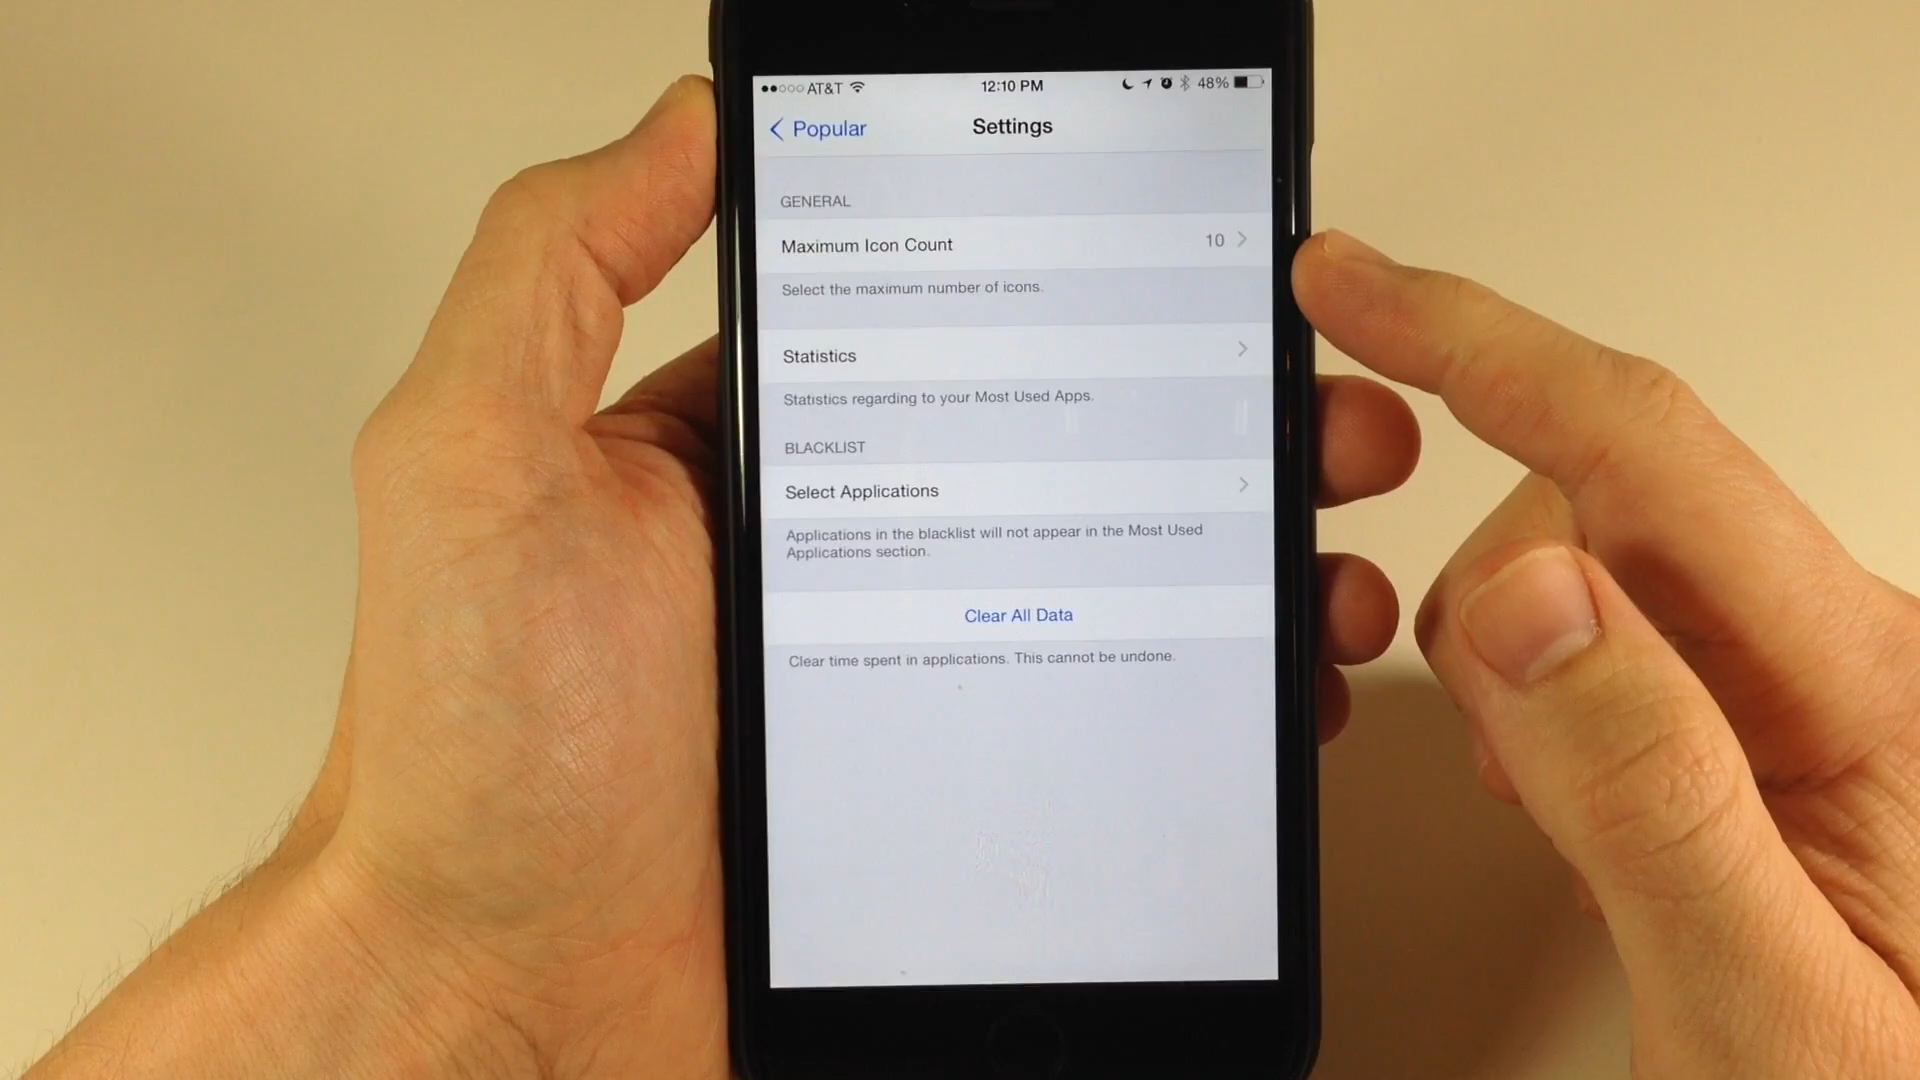 AT&T 12:10 PM 48%
Popular Settings
GENERAL
Maximum Icon Count 10
Select the maximum number of icons.
Statistics
Statistics regarding to your Most Used Apps.
BLACKLIST
Select Applications
Applications in the blacklist will not appear in the Most Used
Applications section.
Clear All Data
Clear time spent in applications. This cannot be undone.